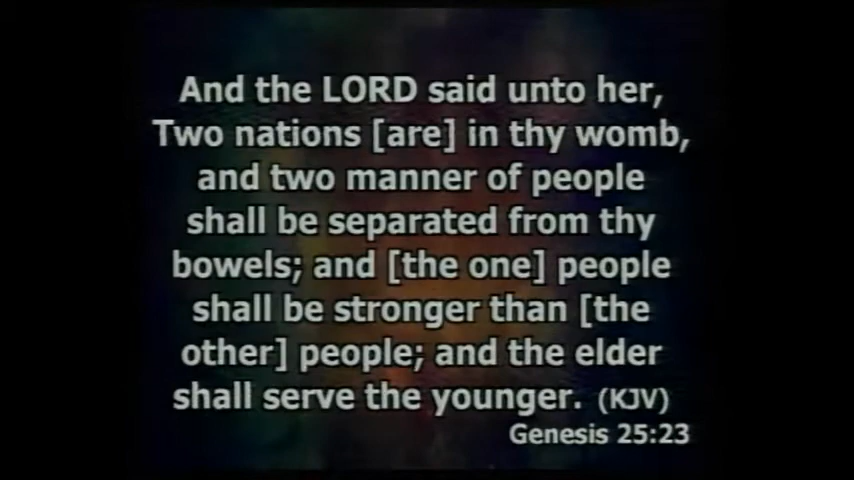 And the LORD said unto her,
Two nations [are] in thy womb,
and two manner of people
shall be separated from thy
bowels; and [the one] people
shall be stronger than [the
other] people; and the elder
shall serve the younger. (KJV)
Genesis 25:23